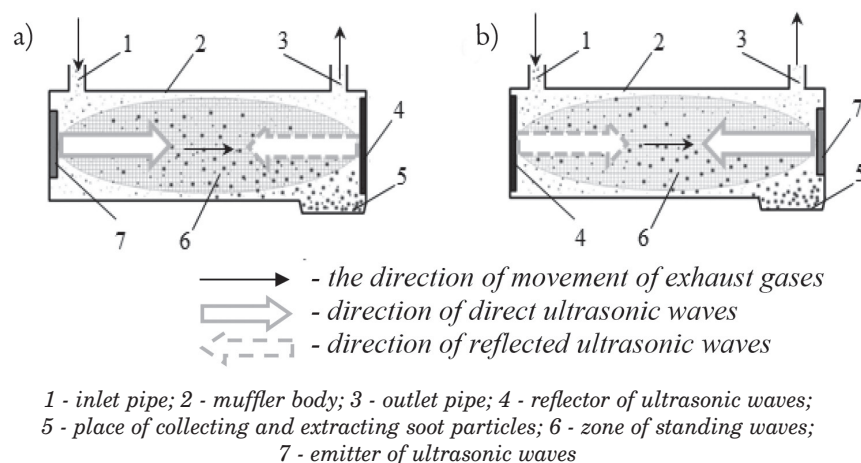 a) 1 2 3 b) 1 2 3
4 7
5 5
7 6 4 6
- the direction of movement of exhaust gases
- direction of direct ultrasonic waves
- direction of reflected ultrasonic waves
1 - inlet pipe; 2 - muffler body; 3 - outlet pipe; 4 - reflector of ultrasonic waves;
5 - place of collecting and extracting soot particles; 6 - zone of standing waves;
7 - emitter of ultrasonic waves